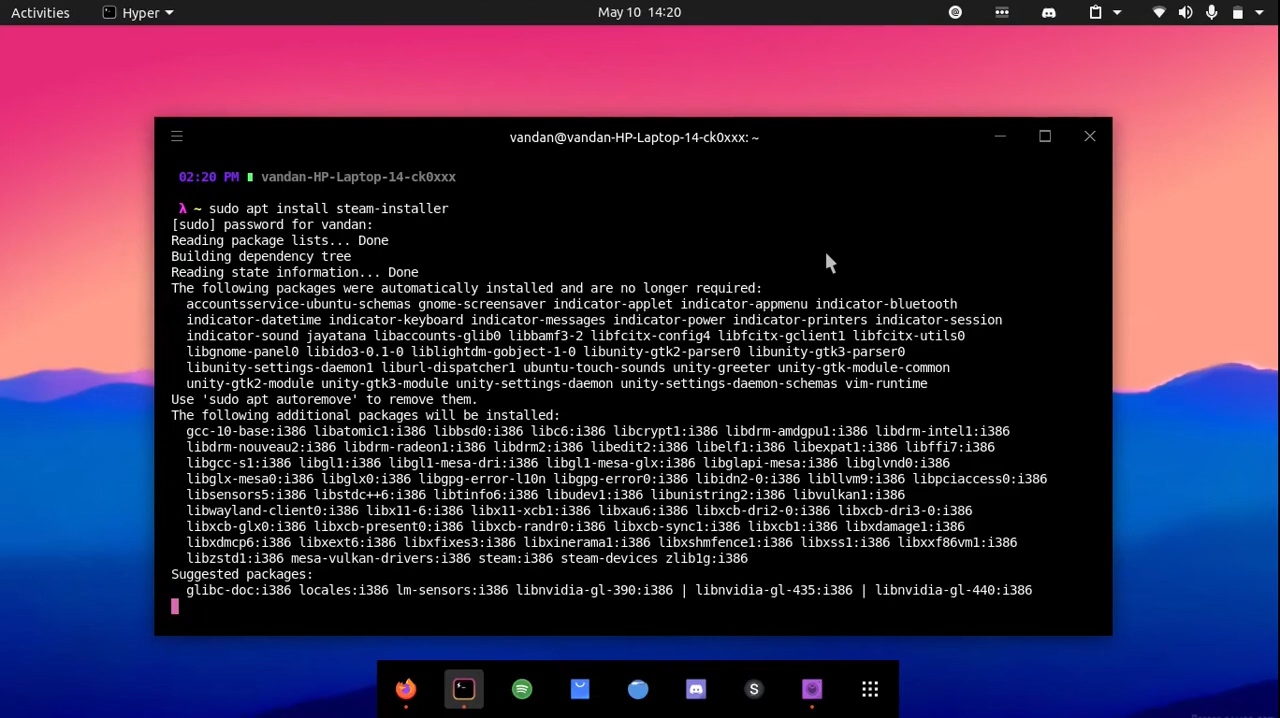 Activities Hyper May 10 14:20
vandan@vandan-HP-Laptop-14-ck0xxx: ~
02:20 PM vandan-HP-Laptop-14-ck0xxx
λ ~ sudo apt install steam-installer
[sudo] password for vandan:
Reading package lists... Done
Building dependency tree
Reading state information... Done
The following packages were automatically installed and are no longer required:
accountsservice-ubuntu-schemas gnome-screensaver indicator-applet indicator-appmenu indicator-bluetooth
indicator-datetime indicator-keyboard indicator-messages indicator-power indicator-printers indicator-session
indicator-sound jayatana libaccounts-glib0 libbamf3-2 libfcitx-config4 libfcitx-gclient1 libfcitx-utils0
libgnome-panel0 libido3-0.1-0 liblightdm-gobject-1-0 libunity-gtk2-parser0 libunity-gtk3-parser0
libunity-settings-daemon1 liburl-dispatcher1 ubuntu-touch-sounds unity-greeter unity-gtk-module-common
unity-gtk2-module unity-gtk3-module unity-settings-daemon unity-settings-daemon-schemas vim-runtime
Use 'sudo apt autoremove' to remove them.
The following additional packages will be installed:
gcc-10-base:i386 libatomic1:i386 libbsd0:i386 libc6:i386 libcrypt1:i386 libdrm-amdgpu1:i386 libdrm-intel1:i386
libdrm-nouveau2:i386 libdrm-radeon1:i386 libdrm2:i386 libedit2:i386 libelf1:i386 libexpat1:i386 libffi7:i386
libgcc-s1:i386 libgl1:i386 libgl1-mesa-dri:i386 libgl1-mesa-glx:i386 libglapi-mesa:i386 libglvnd0:i386
libglx-mesa0:i386 libglx0:i386 libgpg-error-l10n libgpg-error0:i386 libidn2-0:i386 libllvm9:i386 libpciaccess0:i386
libsensors5:i386 libstdc++6:i386 libtinfo6:i386 libudev1:i386 libunistring2:i386 libvulkan1:i386
libwayland-client0:i386 libx11-6:i386 libx11-xcb1:i386 libxau6:i386 libxcb-dri2-0:i386 libxcb-dri3-0:i386
libxcb-glx0:i386 libxcb-present0:i386 libxcb-randr0:i386 libxcb-sync1:i386 libxcb1:i386 libxdamage1:i386
libxdmcp6:i386 libxext6:i386 libxfixes3:i386 libxinerama1:i386 libxshmfence1:i386 libxss1:i386 libxxf86vm1:i386
libzstd1:i386 mesa-vulkan-drivers:i386 steam:i386 steam-devices zlib1g:i386
Suggested packages:
glibc-doc:i386 locales:i386 lm-sensors:i386 libnvidia-gl-390:i386 | libnvidia-gl-435:i386 | libnvidia-gl-440:i386
S